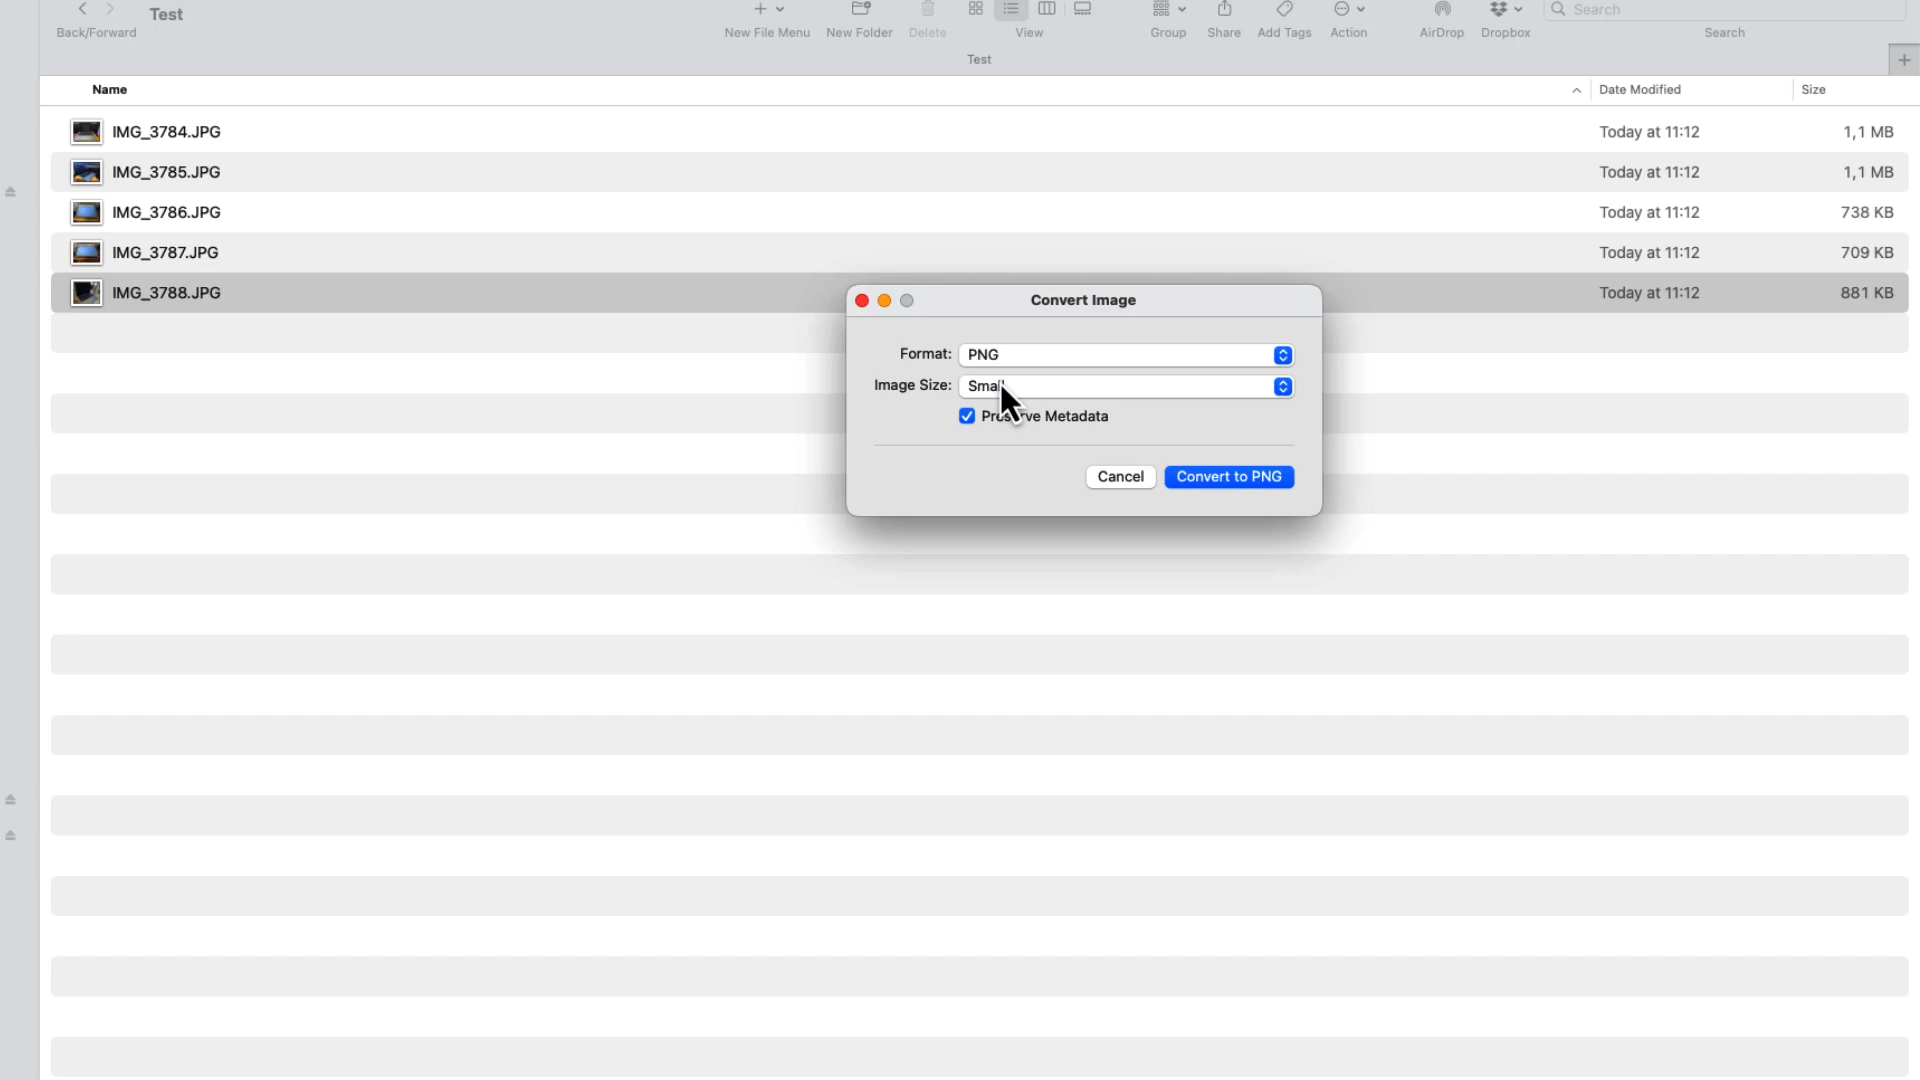 Test
Search
Back/Forward
New File Menu
New Folder
Delete
View
Group
Share
Add Tags
Action
AirDrop
Dropbox
Search
Test
Name
Date Modified
Size
IMG_3784.JPG Today at 11:12 1,1 MB
IMG_3785.JPG Today at 11:12 1,1 MB
IMG_3786.JPG Today at 11:12 738 KB
IMG_3787.JPG Today at 11:12 709 KB
IMG_3788.JPG Today at 11:12 881 KB
Convert Image
Format: PNG
Image Size: Small
Preserve Metadata
Cancel Convert to PNG